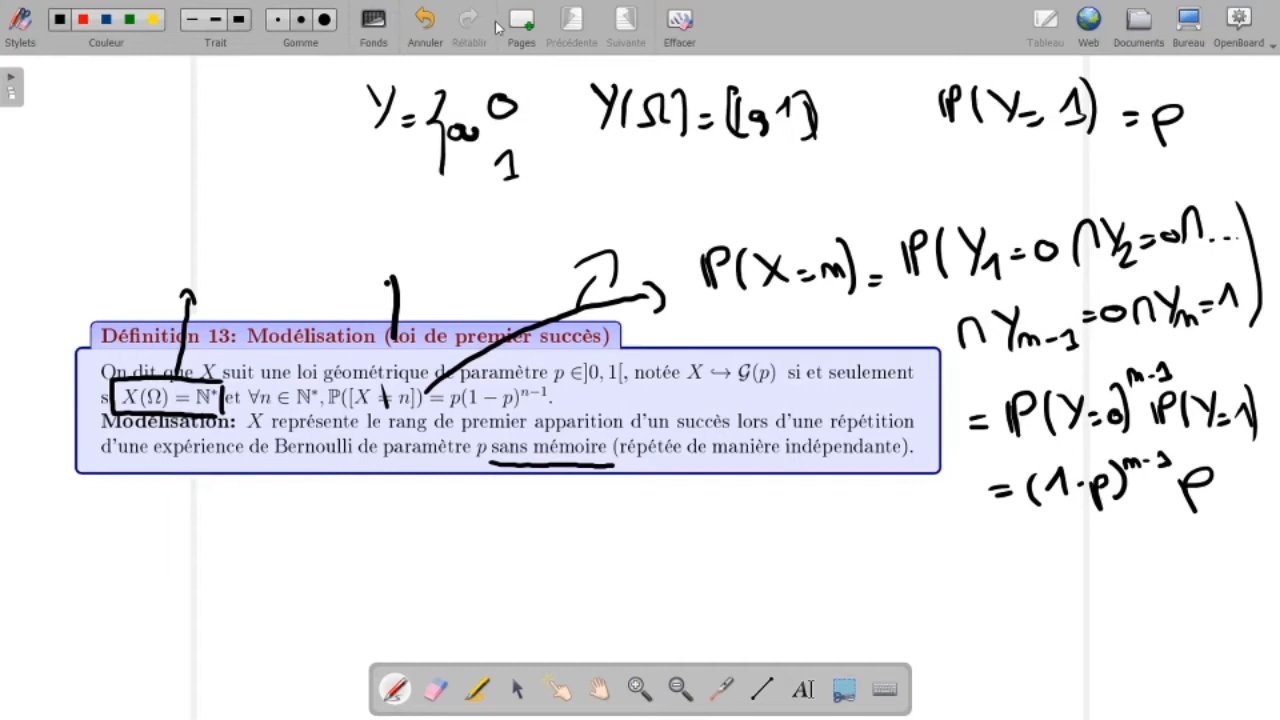 Stylets Couleur Trait Gomme Fonds Annuler Rétablir Pages Précédente Suivante Effacer Tableau Web Documents Bureau OpenBoard
Y = { 0
ou
1
Y(Ω) = [[0,1]]
P(Y=1) = p
P(X=n) = P(Y1=0 ∩ Y2=0 ∩ ...
∩ Yn-1=0 ∩ Yn=1)
= P(Y=0)^n-1 P(Y=1)
= (1-p)^n-1 p
Définition 13: Modélisation (loi de premier succès)
On dit que X suit une loi géométrique de paramètre p ∈]0, 1[, notée X ↪ G(p) si et seulement
si X(Ω) = ℕ* et ∀n ∈ ℕ*, ℙ([X = n]) = p(1 − p)ⁿ⁻¹.
Modélisation: X représente le rang de premier apparition d'un succès lors d'une répétition
d'une expérience de Bernoulli de paramètre p sans mémoire (répétée de manière indépendante).